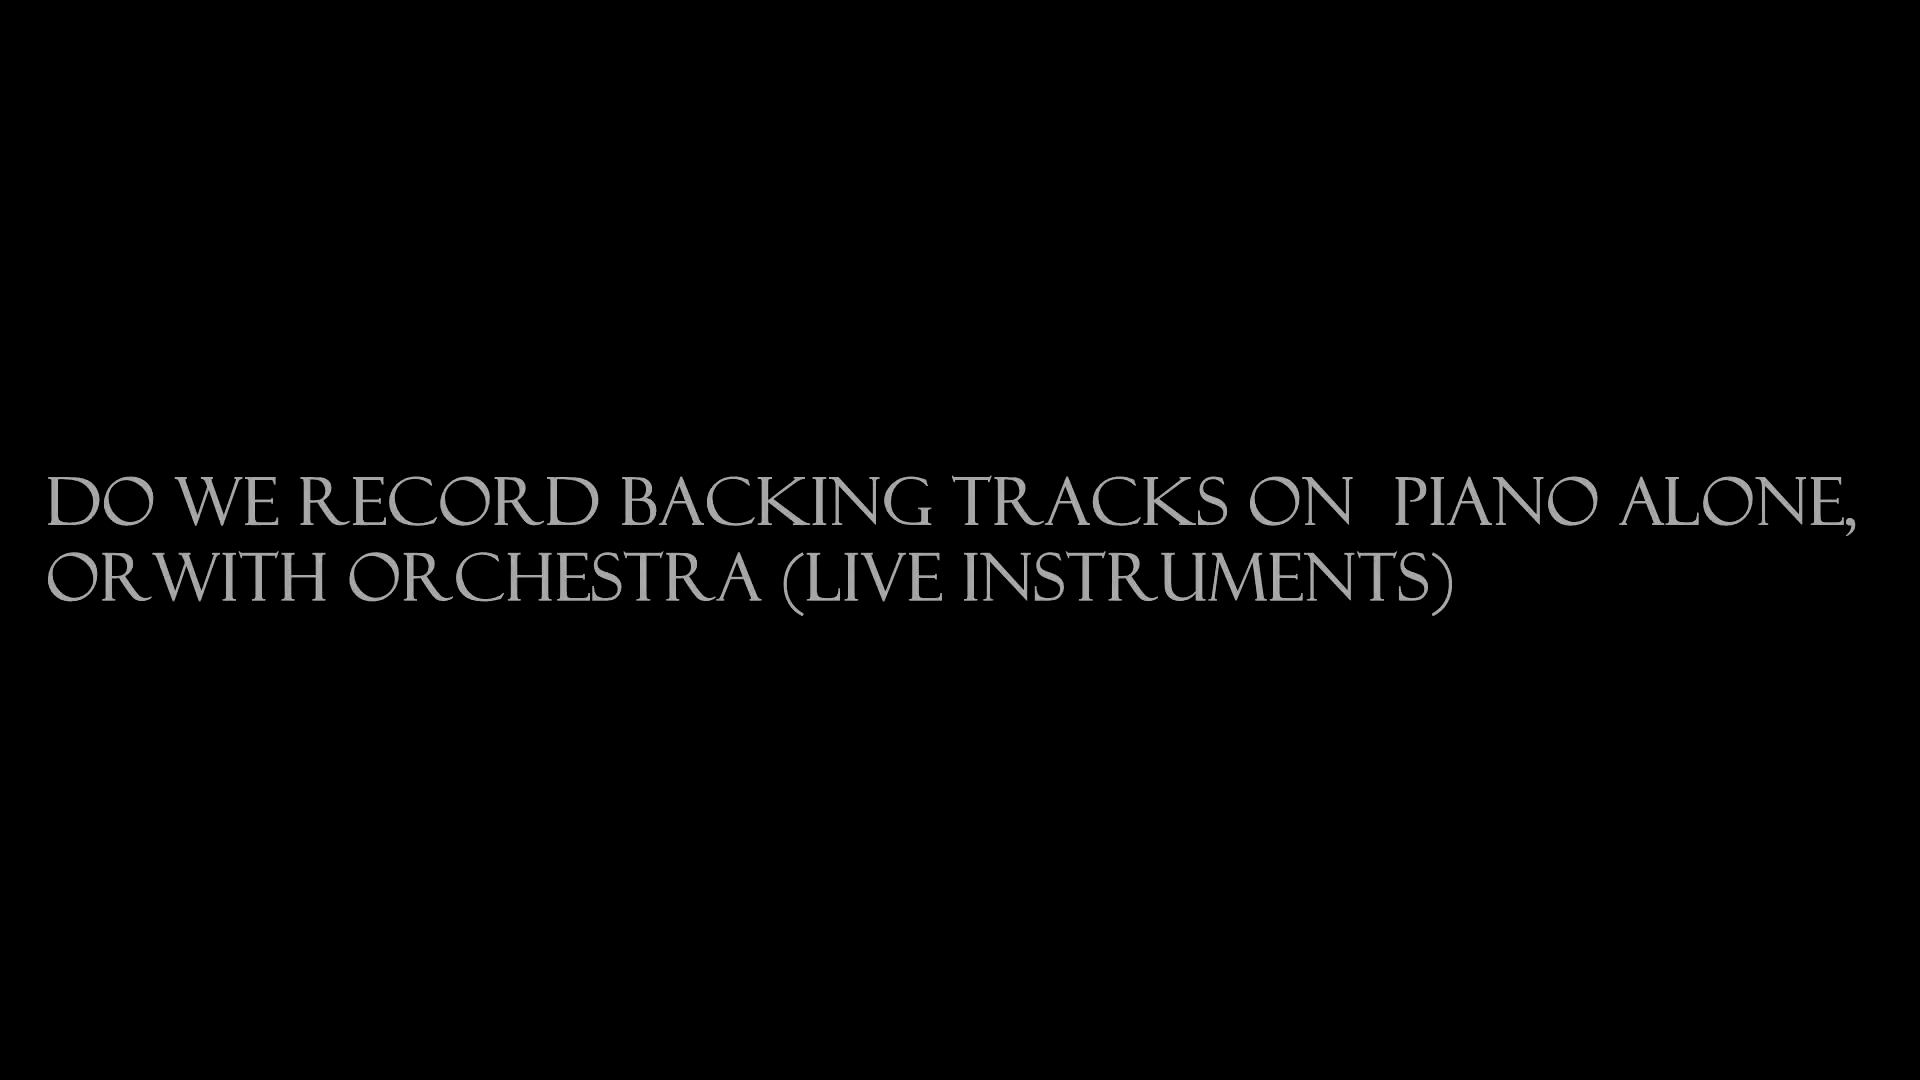 DO WE RECORD BACKING TRACKS ON  PIANO ALONE,
ORWITH ORCHESTRA (LIVE INSTRUMENTS)